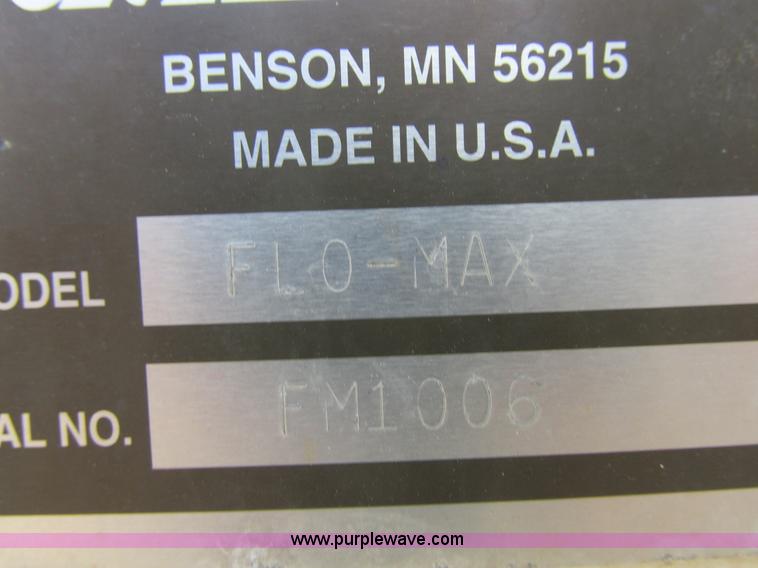 BENSON, MN 56215
MADE IN U.S.A.
ODEL FLO-MAX
AL NO. FM1006
www.purplewave.com